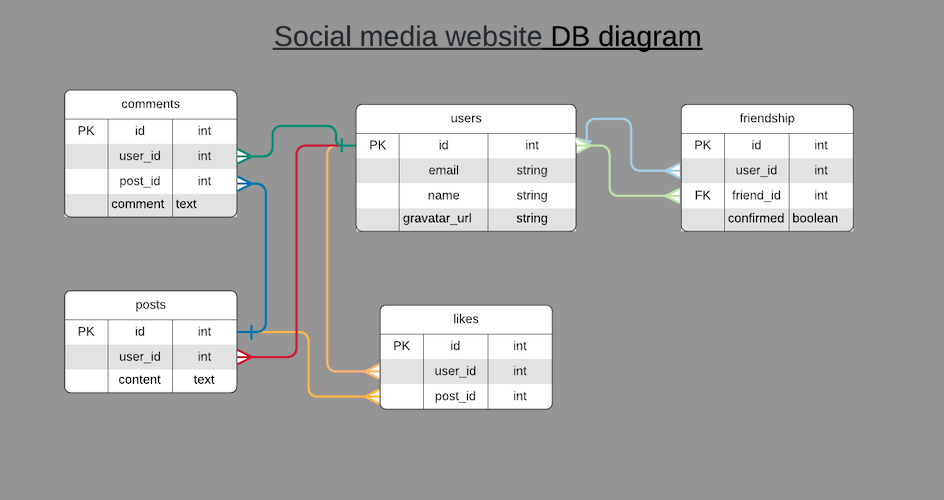 Social media website DB diagram
comments
PK id int
user_id int
post_id int
comment text
users
PK id int
email string
name string
gravatar_url string
friendship
PK id int
user_id int
FK friend_id int
confirmed boolean
posts
PK id int
user_id int
content text
likes
PK id int
user_id int
post_id int